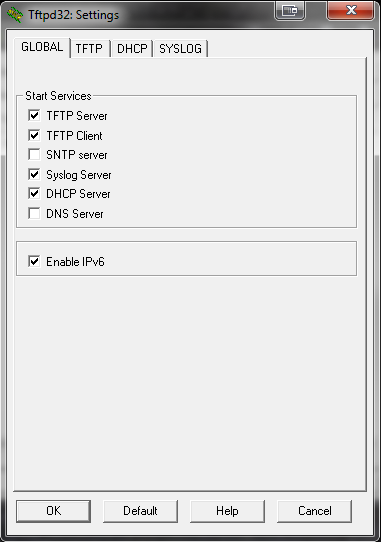 Tftpd32: Settings
GLOBAL TFTP DHCP SYSLOG
Start Services
TFTP Server
TFTP Client
SNTP server
Syslog Server
DHCP Server
DNS Server
Enable IPv6
OK Default Help Cancel